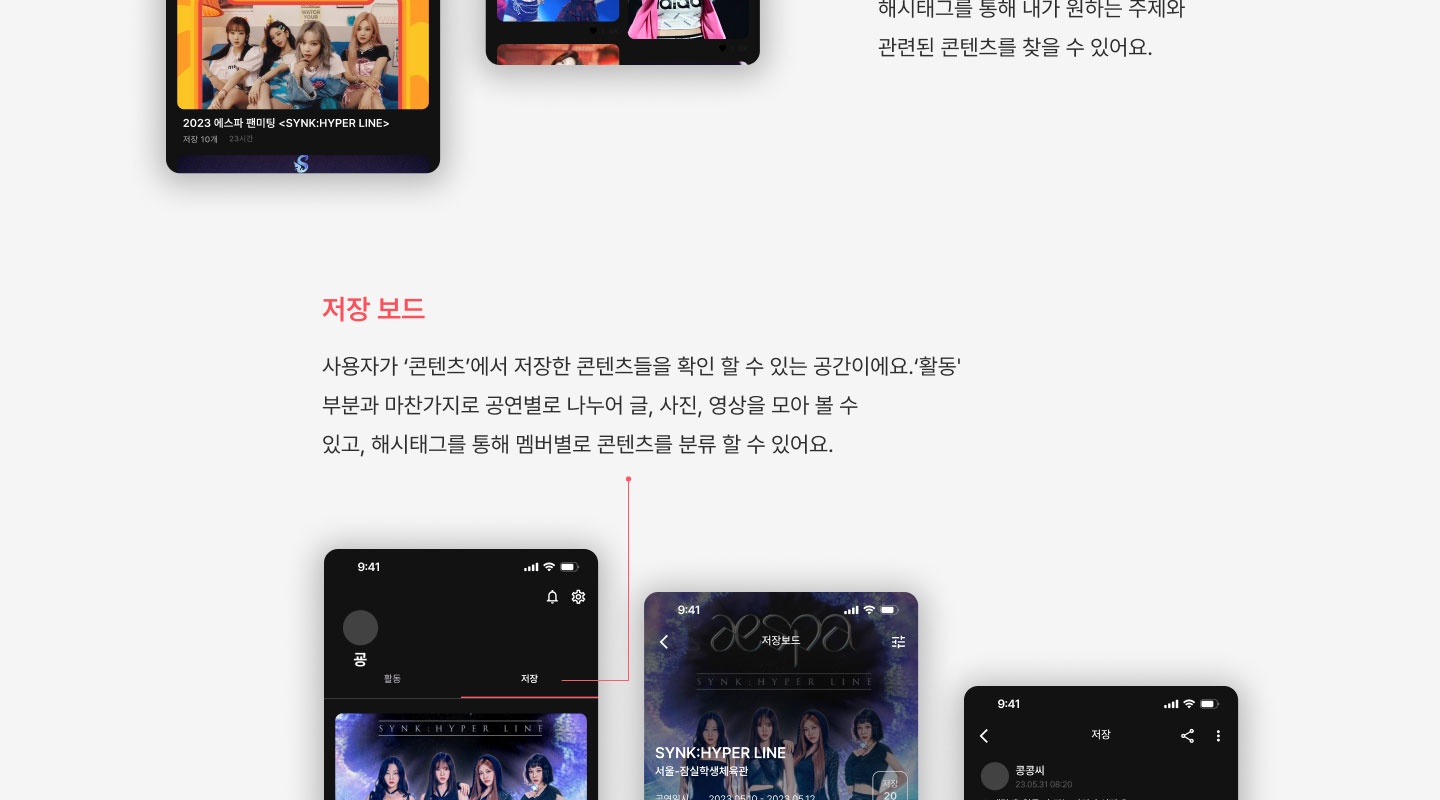 해시태그를 통해 내가 원하는 주제와
관련된 콘텐츠를 찾을 수 있어요.
WATOR
YOUR
2023 에스파 팬미팅 <SYNK:HYPER LINE>
저장 10개 23시간
저장 보드
사용자가 ‘콘텐츠’에서 저장한 콘텐츠들을 확인 할 수 있는 공간이에요.‘활동'
부분과 마찬가지로 공연별로 나누어 글, 사진, 영상을 모아 볼 수
있고, 해시태그를 통해 멤버별로 콘텐츠를 분류 할 수 있어요.
9:41
굥
활동 저장
SYNK:HYPER LINE
9:41
aespa
저장보드
SYNK:HYPER LINE
SYNK:HYPER LINE
서울-잠실학생체육관
공연일시 2023.05.10 - 2023.05.12
저장
20
9:41
저장
콩콩씨
23.05.31 08:20